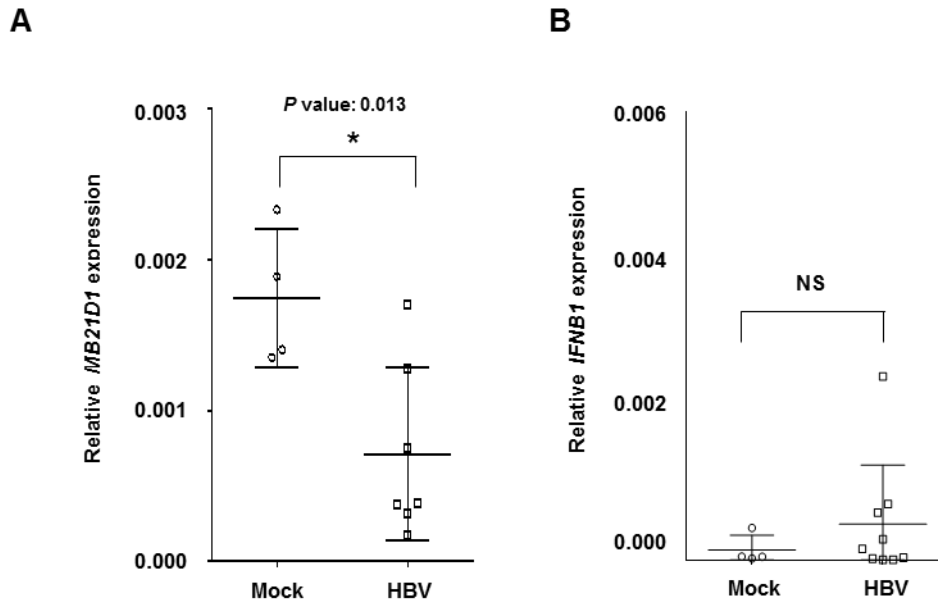 A
P value: 0.013
*
0.003
0.002
0.001
0.000
Relative MB21D1 expression
Mock
HBV
B
0.006
0.004
0.002
0.000
Relative IFNB1 expression
NS
Mock
HBV